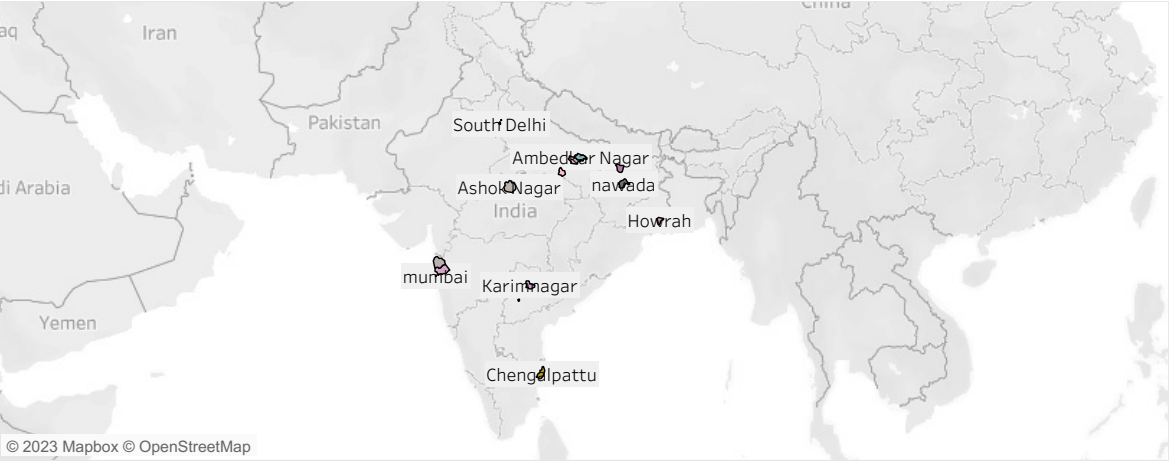 China
aq
Iran
Pakistan
South Delhi
Ambedkar Nagar
di Arabia
Ashok Nagar
nawada
India
Howrah
mumbai
Karimnagar
Yemen
Chengalpattu
© 2023 Mapbox © OpenStreetMap